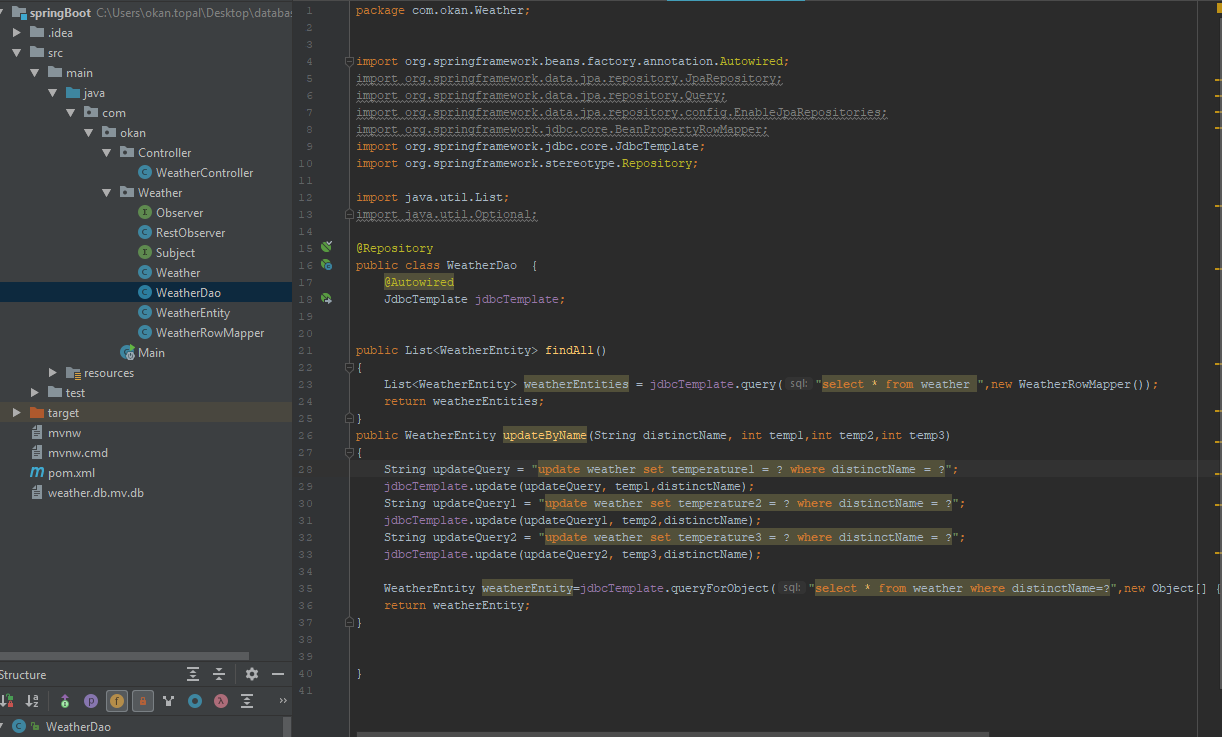 springBoot C:\Users\okan.topal\Desktop\databas
.idea
src
main
java
com
okan
Controller
WeatherController
Weather
Observer
RestObserver
Subject
Weather
WeatherDao
WeatherEntity
WeatherRowMapper
Main
resources
test
target
mvnw
mvnw.cmd
pom.xml
weather.db.mv.db
Structure
WeatherDao
1 package com.okan.Weather;
2
3
4 import org.springframework.beans.factory.annotation.Autowired;
5 import org.springframework.data.jpa.repository.JpaRepository;
6 import org.springframework.data.jpa.repository.Query;
7 import org.springframework.data.jpa.repository.config.EnableJpaRepositories;
8 import org.springframework.jdbc.core.BeanPropertyRowMapper;
9 import org.springframework.jdbc.core.JdbcTemplate;
10 import org.springframework.stereotype.Repository;
11
12 import java.util.List;
13 import java.util.Optional;
14
15 @Repository
16 public class WeatherDao {
17 @Autowired
18 JdbcTemplate jdbcTemplate;
19
20
21 public List<WeatherEntity> findAll()
22 {
23 List<WeatherEntity> weatherEntities = jdbcTemplate.query( sql: "select * from weather ",new WeatherRowMapper());
24 return weatherEntities;
25 }
26 public WeatherEntity updateByName(String distinctName, int temp1,int temp2,int temp3)
27 {
28 String updateQuery = "update weather set temperature1 = ? where distinctName = ?";
29 jdbcTemplate.update(updateQuery, temp1,distinctName);
30 String updateQuery1 = "update weather set temperature2 = ? where distinctName = ?";
31 jdbcTemplate.update(updateQuery1, temp2,distinctName);
32 String updateQuery2 = "update weather set temperature3 = ? where distinctName = ?";
33 jdbcTemplate.update(updateQuery2, temp3,distinctName);
34
35 WeatherEntity weatherEntity=jdbcTemplate.queryForObject( sql: "select * from weather where distinctName=?",new Object[] {
36 return weatherEntity;
37 }
38
39
40 }
41